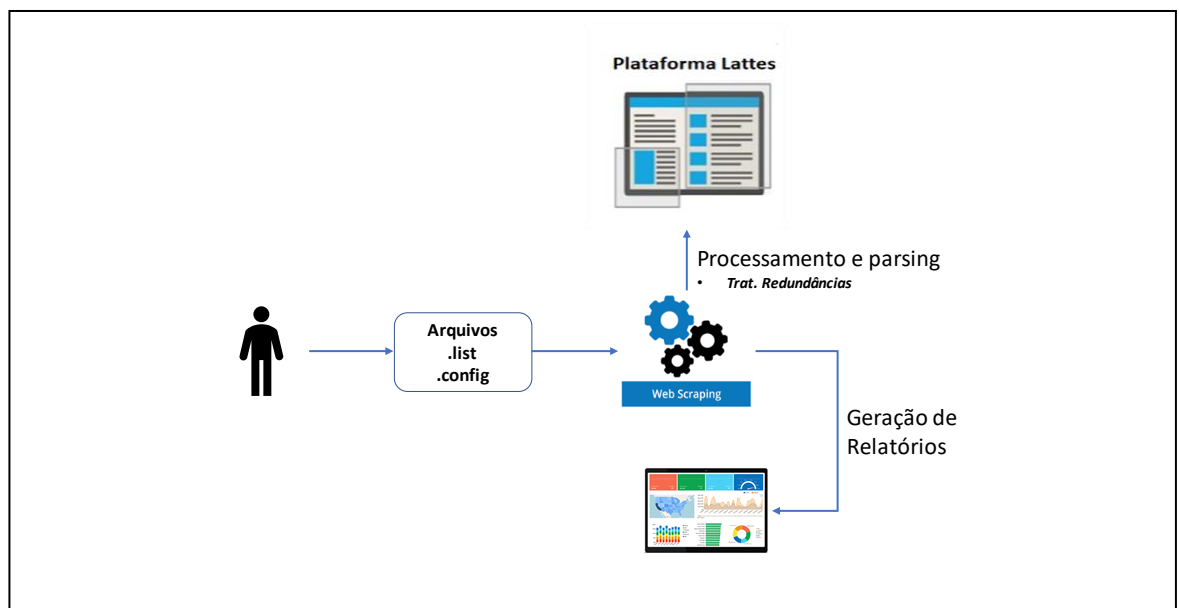 Plataforma Lattes
Processamento e parsing
• Trat. Redundâncias
Arquivos
.list
.config
Web Scraping
Geração de
Relatórios